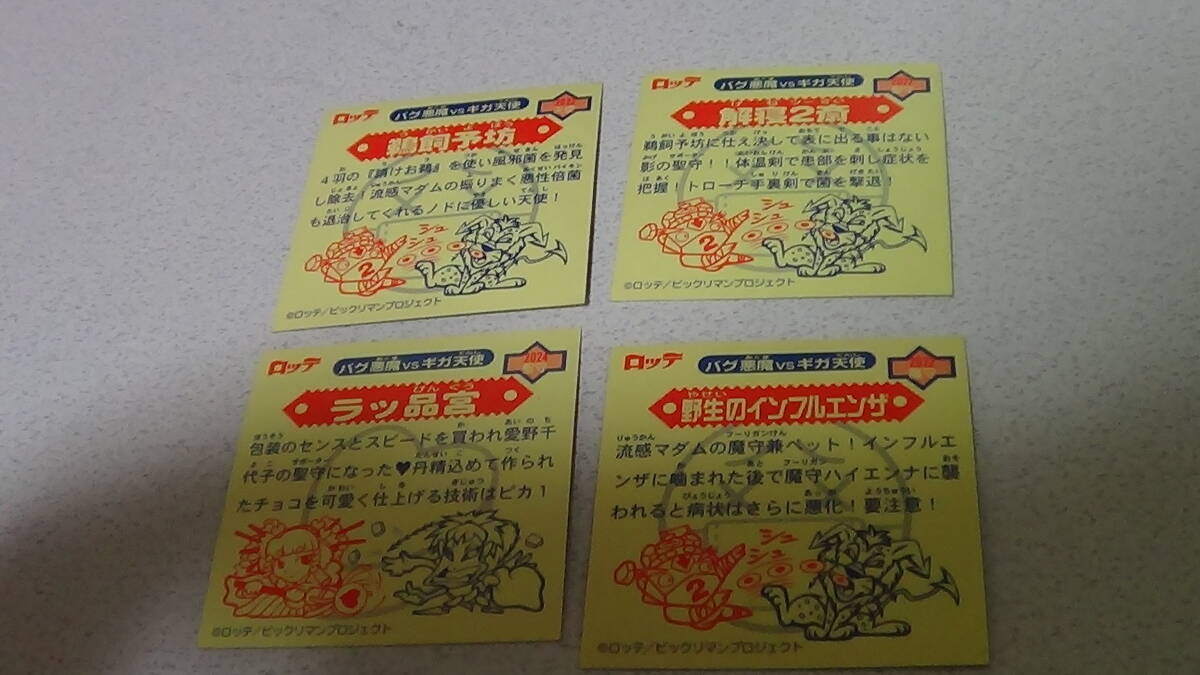 ロッテ バグ悪魔vsギガ天使
鵜飼予坊
4羽の『請けお鵜』を使い風邪菌を発見
し除去!流感マダムの振りまく悪性倍菌
も退治してくれるノドに優しい天使!
シュ
シュ
2
©ロッテ/ビックリマンプロジェクト
ロッテ バグ悪魔vsギガ天使
解寝2斎
鵜飼予坊に仕え決して表に出る事はない
影の聖守!!体温剣で患部を刺し症状を
把握!トローチ手裏剣で菌を撃退!
シュ
シュ
2
©ロッテ/ビックリマンプロジェクト
ロッテ バグ悪魔vsギガ天使 2024
ラッ品宮
包装のセンスとスピードを買われ愛野千
代子の聖守になった♥丹精込めて作られ
たチョコを可愛く仕上げる技術はピカ1
©ロッテ/ビックリマンプロジェクト
ロッテ バグ悪魔vsギガ天使
野生のインフルエンザ
流感マダムの魔守兼ペット!インフルエ
ンザに噛まれた後で魔守ハイエンナに襲
われると病状はさらに悪化!要注意!
シュ
シュ
2
©ロッテ/ビックリマンプロジェクト